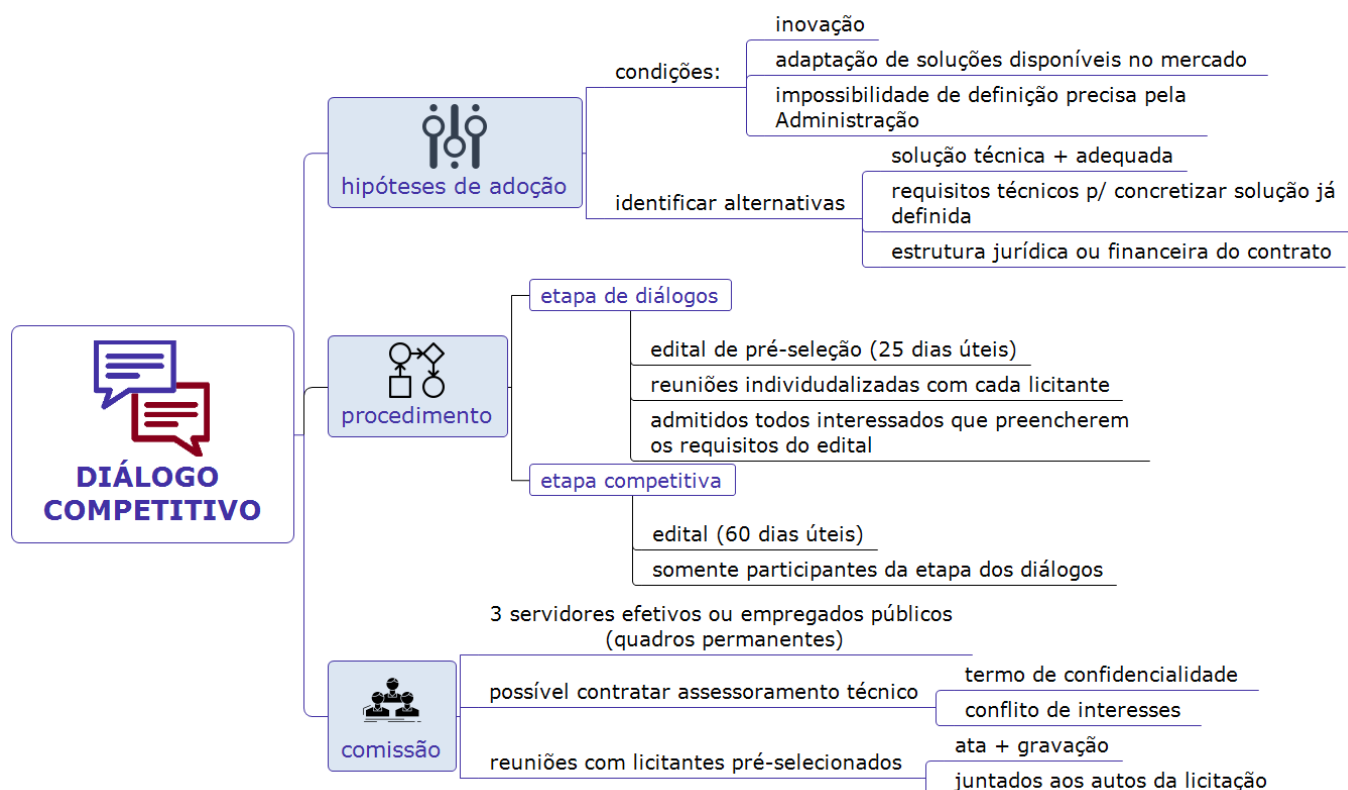 DIÁLOGO
COMPETITIVO
hipóteses de adoção
condições:
inovação
adaptação de soluções disponíveis no mercado
impossibilidade de definição precisa pela
Administração
identificar alternativas
solução técnica + adequada
requisitos técnicos p/ concretizar solução já
definida
estrutura jurídica ou financeira do contrato
procedimento
etapa de diálogos
edital de pré-seleção (25 dias úteis)
reuniões individudalizadas com cada licitante
admitidos todos interessados que preencherem
os requisitos do edital
etapa competitiva
edital (60 dias úteis)
somente participantes da etapa dos diálogos
comissão
3 servidores efetivos ou empregados públicos
(quadros permanentes)
possível contratar assessoramento técnico
termo de confidencialidade
conflito de interesses
reuniões com licitantes pré-selecionados
ata + gravação
juntados aos autos da licitação